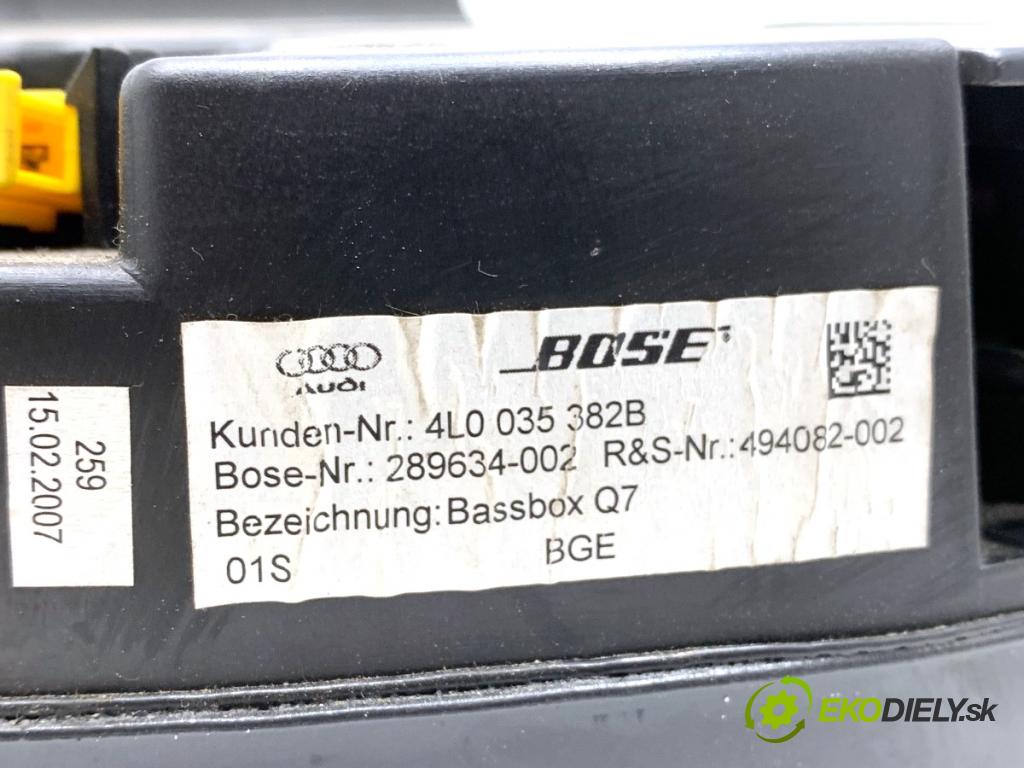 AUDI
BOSE
Kunden-Nr.: 4L0 035 382B
Bose-Nr.: 289634-002 R&S-Nr.:494082-002
Bezeichnung: Bassbox Q7
01S BGE
259
15.02.2007
EKODIELY.sk